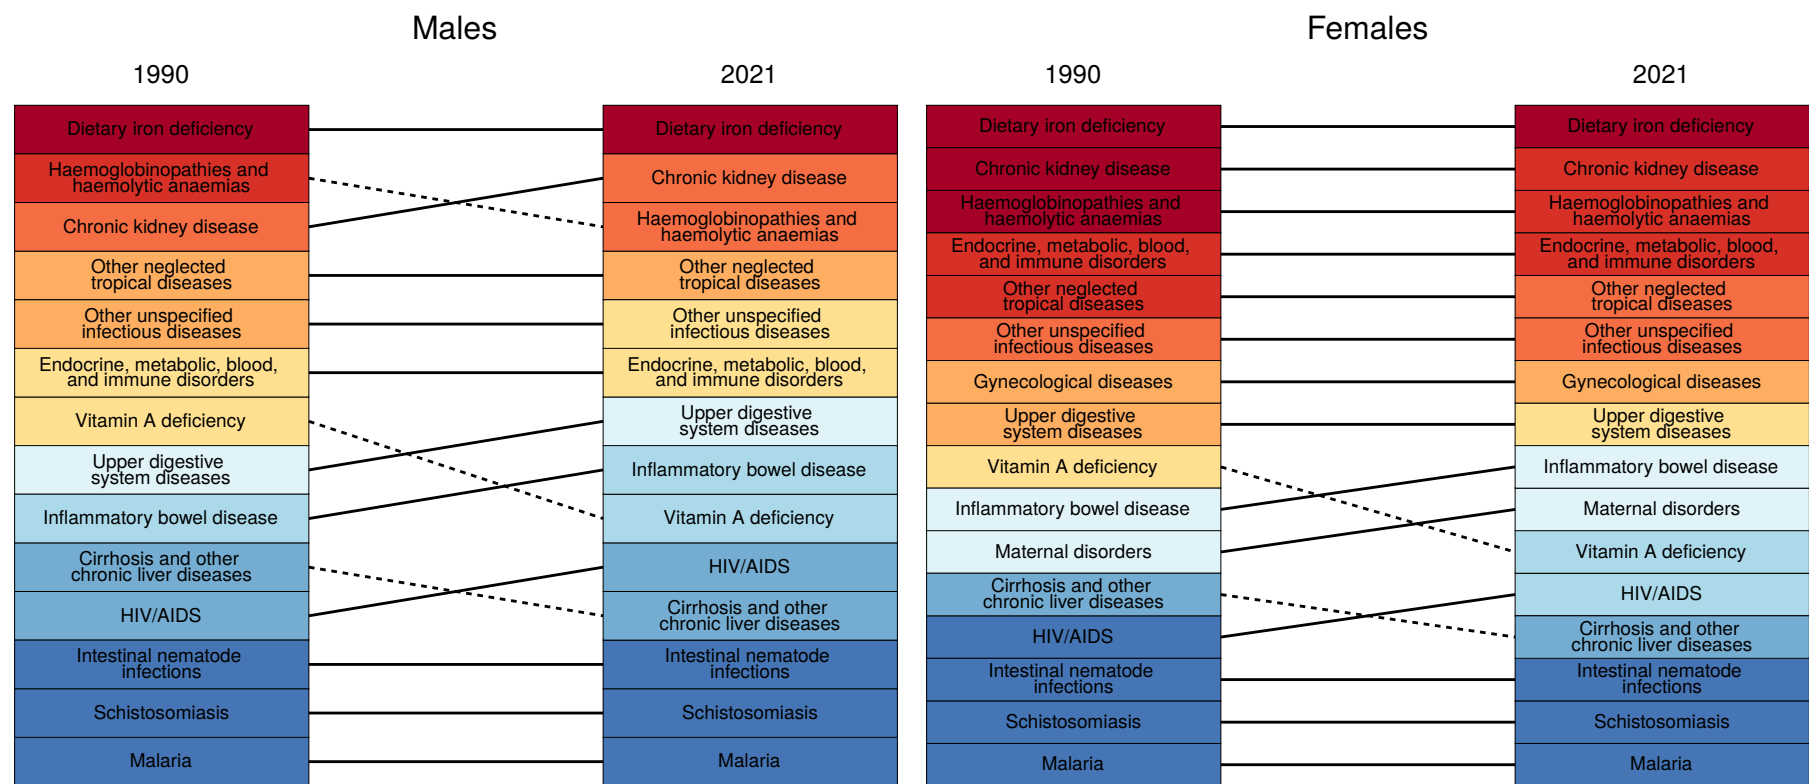 Males
1990
2021
Dietary iron deficiency
Haemoglobinopathies and
haemolytic anaemias
Chronic kidney disease
Other neglected
tropical diseases
Other unspecified
infectious diseases
Endocrine, metabolic, blood,
and immune disorders
Vitamin A deficiency
Upper digestive
system diseases
Inflammatory bowel disease
Cirrhosis and other
chronic liver diseases
HIV/AIDS
Intestinal nematode
infections
Schistosomiasis
Malaria
Dietary iron deficiency
Chronic kidney disease
Haemoglobinopathies and
haemolytic anaemias
Other neglected
tropical diseases
Other unspecified
infectious diseases
Endocrine, metabolic, blood,
and immune disorders
Upper digestive
system diseases
Inflammatory bowel disease
Vitamin A deficiency
HIV/AIDS
Cirrhosis and other
chronic liver diseases
Intestinal nematode
infections
Schistosomiasis
Malaria
Females
1990
2021
Dietary iron deficiency
Chronic kidney disease
Haemoglobinopathies and
haemolytic anaemias
Endocrine, metabolic, blood,
and immune disorders
Other neglected
tropical diseases
Other unspecified
infectious diseases
Gynecological diseases
Upper digestive
system diseases
Vitamin A deficiency
Inflammatory bowel disease
Maternal disorders
Cirrhosis and other
chronic liver diseases
HIV/AIDS
Intestinal nematode
infections
Schistosomiasis
Malaria
Dietary iron deficiency
Chronic kidney disease
Haemoglobinopathies and
haemolytic anaemias
Endocrine, metabolic, blood,
and immune disorders
Other neglected
tropical diseases
Other unspecified
infectious diseases
Gynecological diseases
Upper digestive
system diseases
Inflammatory bowel disease
Maternal disorders
Vitamin A deficiency
HIV/AIDS
Cirrhosis and other
chronic liver diseases
Intestinal nematode
infections
Schistosomiasis
Malaria